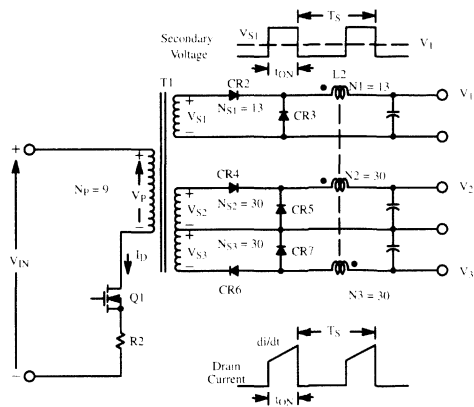 Secondary
Voltage
V_S1
T_S
V_1
t_ON
T1
CR2
L2
N1 = 13
V_1
+
V_S1
−
N_S1 = 13
CR3
+
N_P = 9
+
V_P
−
CR4
N2 = 30
V_2
+
V_S2
−
N_S2 = 30
CR5
+
V_S3
−
N_S3 = 30
CR7
CR6
N3 = 30
V_3
V_IN
I_D
Q1
R2
−
di/dt
T_S
Drain
Current
t_ON